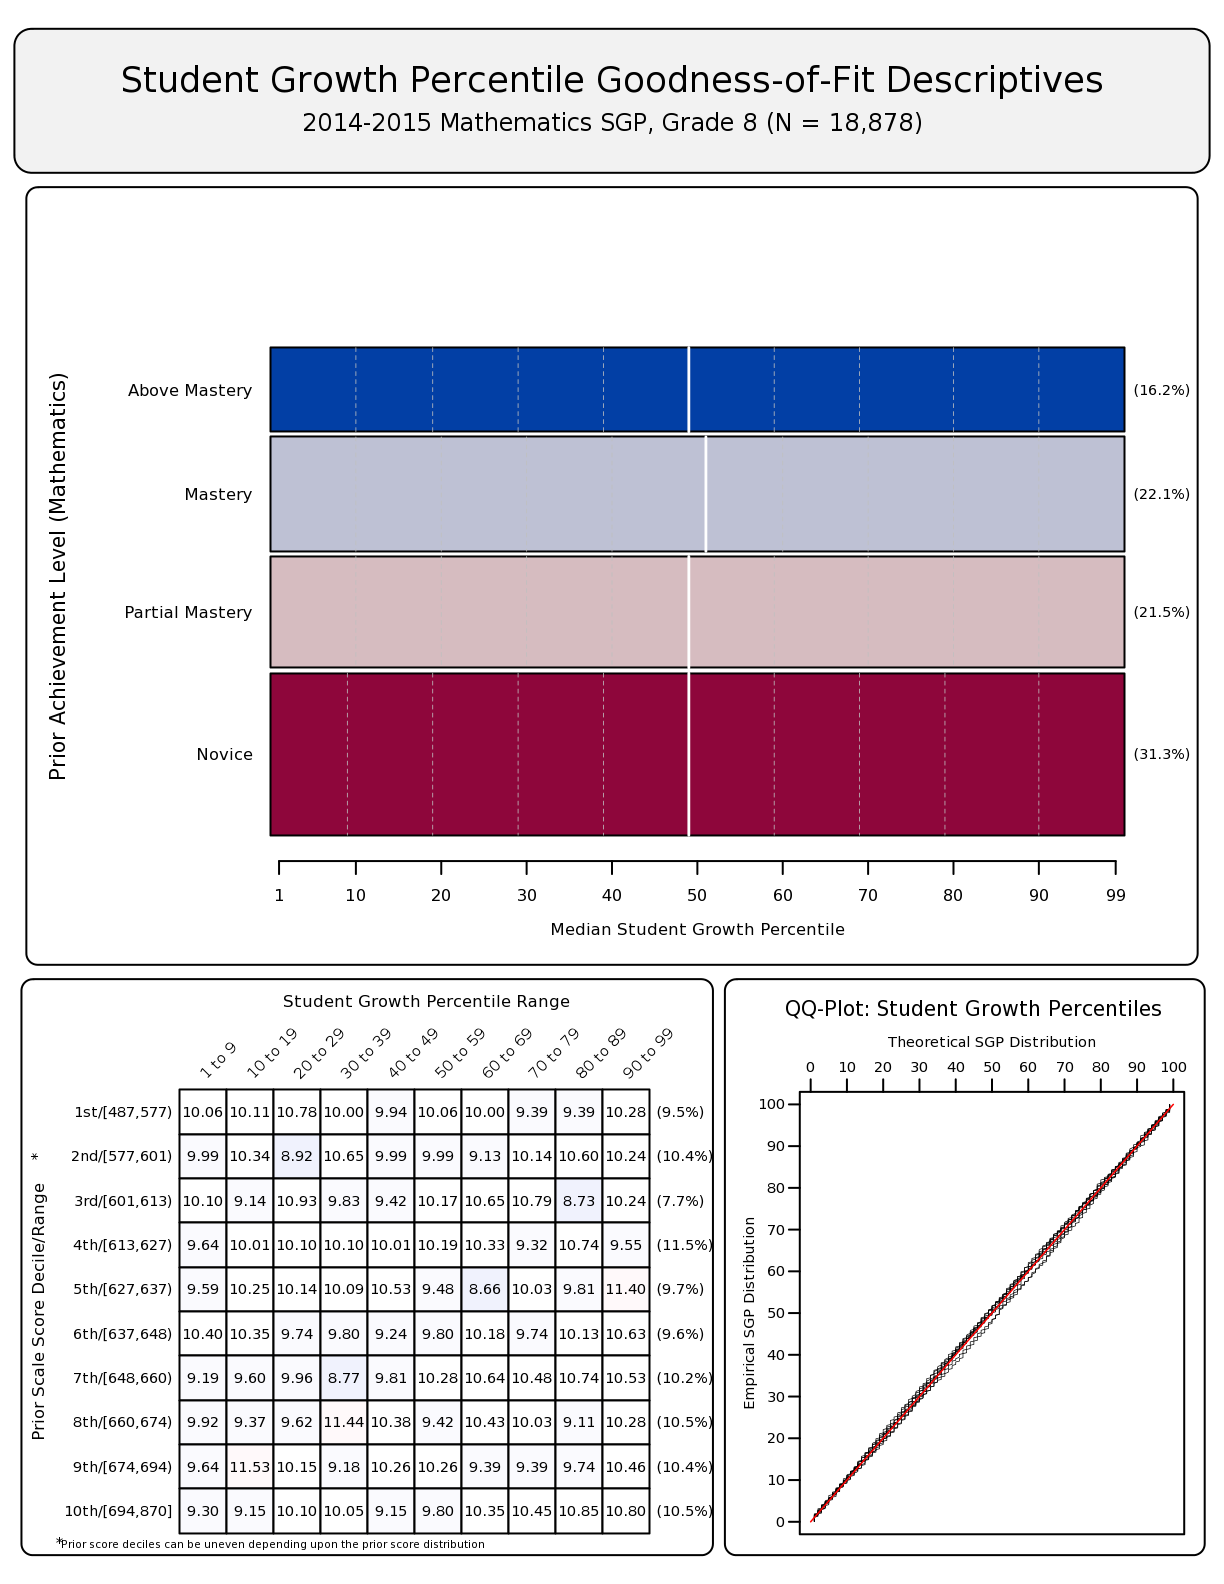 Student Growth Percentile Goodness-of-Fit Descriptives
2014-2015 Mathematics SGP, Grade 8 (N = 18,878)
Prior Achievement Level (Mathematics)
Above Mastery (16.2%)
Mastery (22.1%)
Partial Mastery (21.5%)
Novice (31.3%)
1 10 20 30 40 50 60 70 80 90 99
Median Student Growth Percentile
Student Growth Percentile Range
1 to 9 10 to 19 20 to 29 30 to 39 40 to 49 50 to 59 60 to 69 70 to 79 80 to 89 90 to 99
Prior Scale Score Decile/Range *
1st/[487,577) 10.06 10.11 10.78 10.00 9.94 10.06 10.00 9.39 9.39 10.28 (9.5%)
2nd/[577,601) 9.99 10.34 8.92 10.65 9.99 9.99 9.13 10.14 10.60 10.24 (10.4%)
3rd/[601,613) 10.10 9.14 10.93 9.83 9.42 10.17 10.65 10.79 8.73 10.24 (7.7%)
4th/[613,627) 9.64 10.01 10.10 10.10 10.01 10.19 10.33 9.32 10.74 9.55 (11.5%)
5th/[627,637) 9.59 10.25 10.14 10.09 10.53 9.48 8.66 10.03 9.81 11.40 (9.7%)
6th/[637,648) 10.40 10.35 9.74 9.80 9.24 9.80 10.18 9.74 10.13 10.63 (9.6%)
7th/[648,660) 9.19 9.60 9.96 8.77 9.81 10.28 10.64 10.48 10.74 10.53 (10.2%)
8th/[660,674) 9.92 9.37 9.62 11.44 10.38 9.42 10.43 10.03 9.11 10.28 (10.5%)
9th/[674,694) 9.64 11.53 10.15 9.18 10.26 10.26 9.39 9.39 9.74 10.46 (10.4%)
10th/[694,870] 9.30 9.15 10.10 10.05 9.15 9.80 10.35 10.45 10.85 10.80 (10.5%)
*Prior score deciles can be uneven depending upon the prior score distribution
QQ-Plot: Student Growth Percentiles
Theoretical SGP Distribution
0 10 20 30 40 50 60 70 80 90 100
Empirical SGP Distribution
100
90
80
70
60
50
40
30
20
10
0